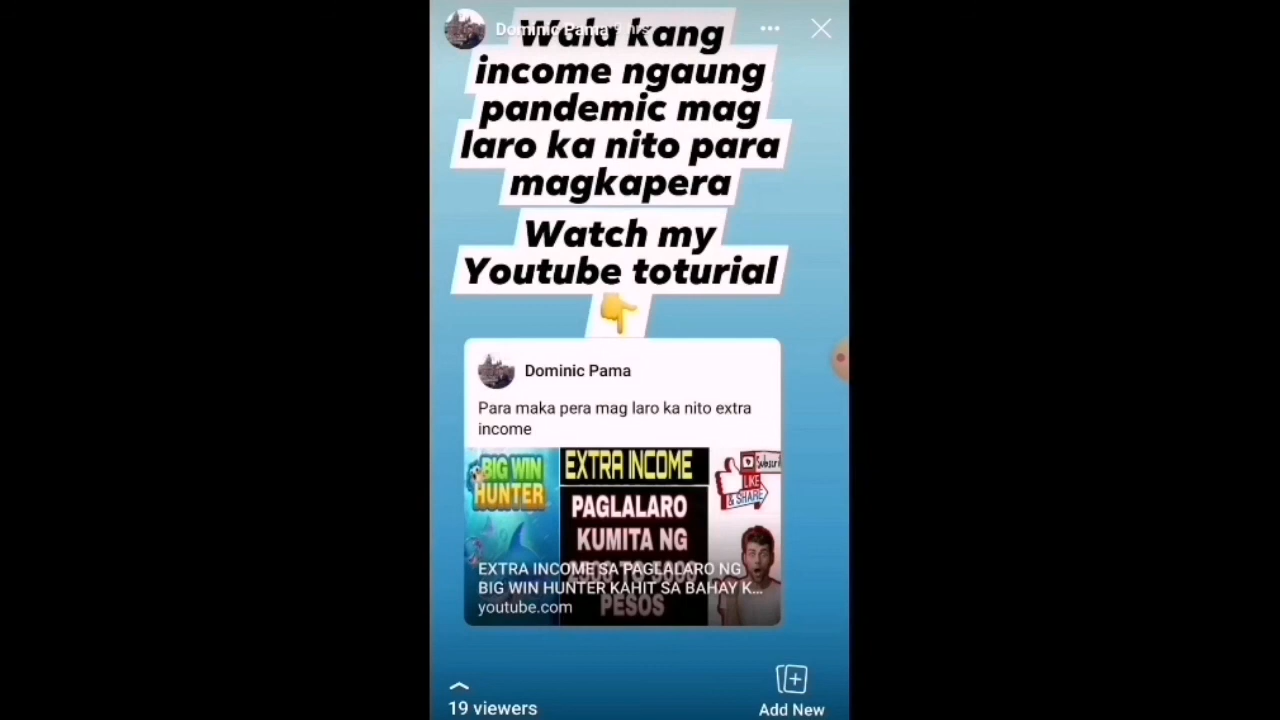 Dominic Pama
Wala kang
income ngaung
pandemic mag
laro ka nito para
magkapera
Watch my
Youtube toturial
Dominic Pama
Para maka pera mag laro ka nito extra
income
BIG WIN
HUNTER
EXTRA INCOME
PAGLALARO
KUMITA NG
PESOS
LIKE
& SHARE
EXTRA INCOME SA PAGLALARO NG
BIG WIN HUNTER KAHIT SA BAHAY K...
youtube.com
19 viewers
Add New